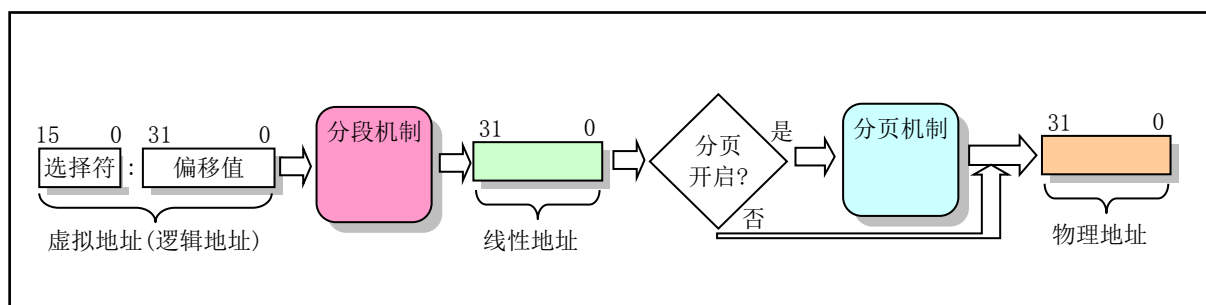 15 0 31 0
选择符 : 偏移值
虚拟地址(逻辑地址)
分段机制
31 0
线性地址
分页
开启?
是
否
分页机制
31 0
物理地址